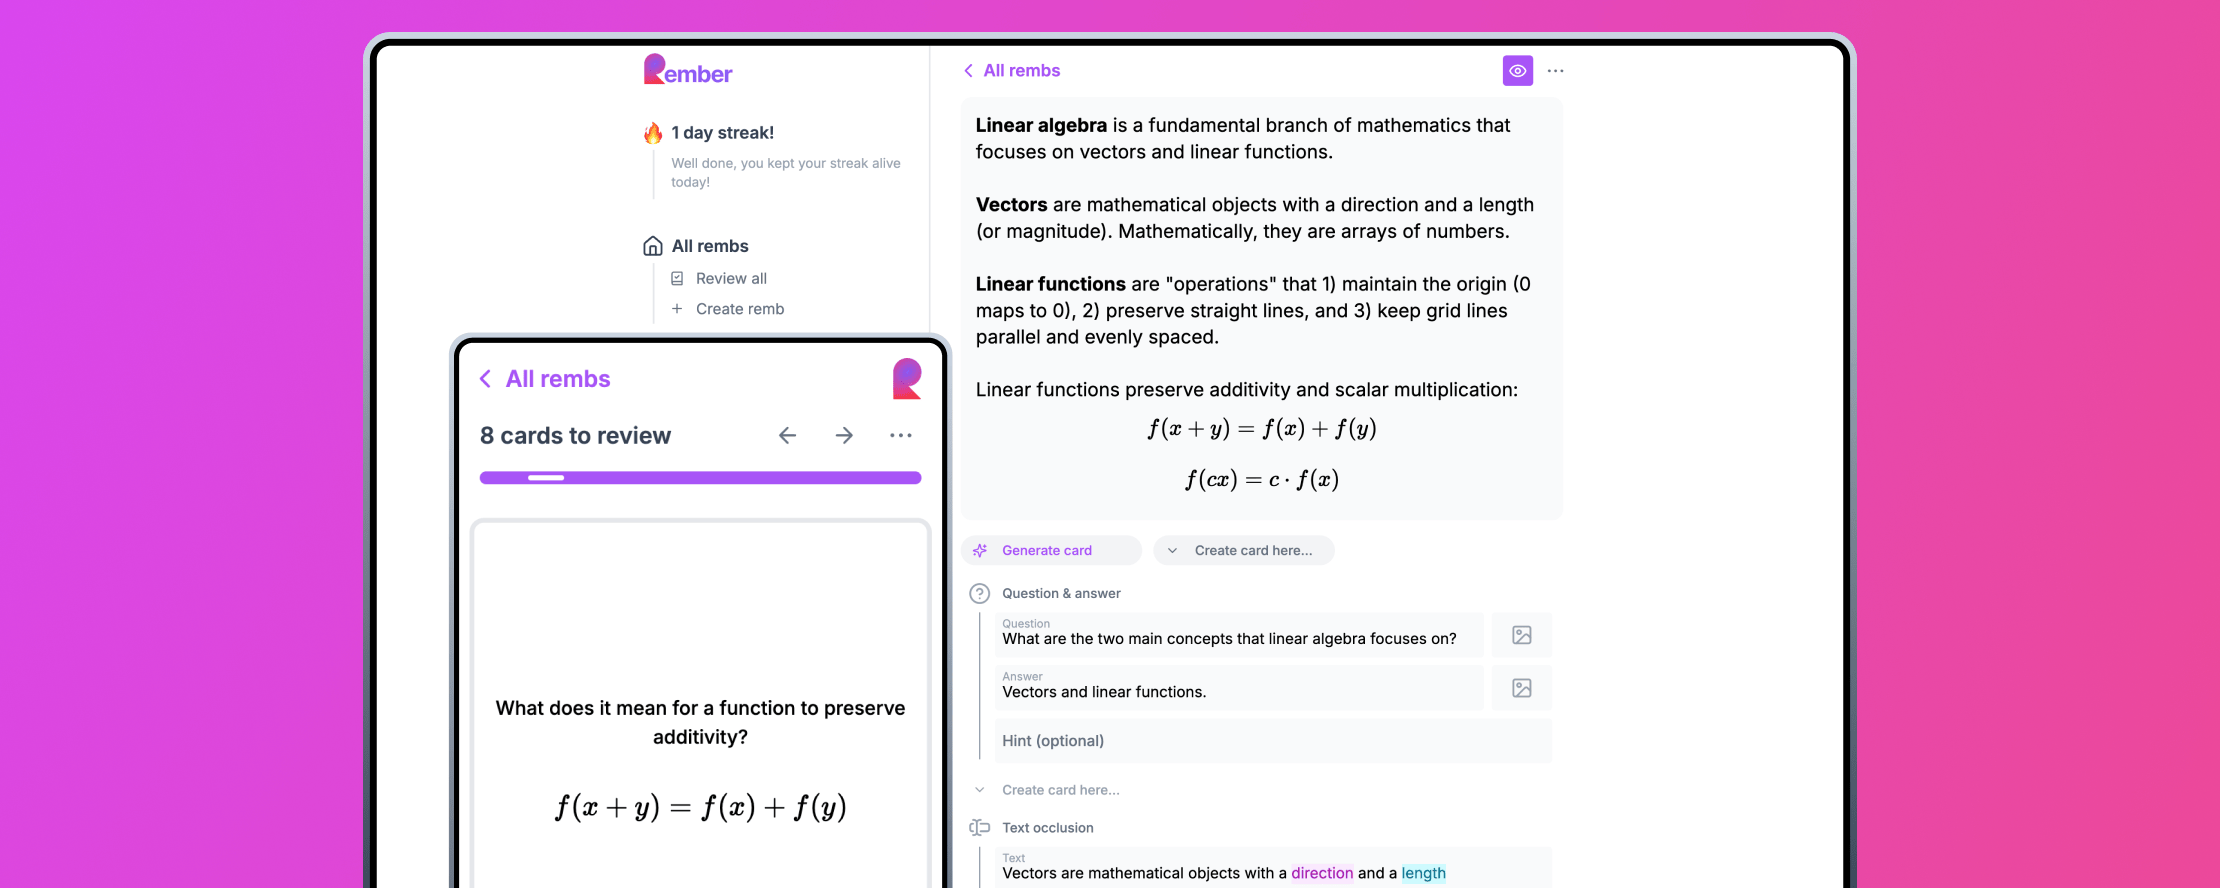 Rember
🔥 1 day streak!
Well done, you kept your streak alive
today!
All rembs
Review all
+ Create remb
All rembs
8 cards to review
What does it mean for a function to preserve
additivity?
f(x + y) = f(x) + f(y)
All rembs
Linear algebra is a fundamental branch of mathematics that
focuses on vectors and linear functions.
Vectors are mathematical objects with a direction and a length
(or magnitude). Mathematically, they are arrays of numbers.
Linear functions are "operations" that 1) maintain the origin (0
maps to 0), 2) preserve straight lines, and 3) keep grid lines
parallel and evenly spaced.
Linear functions preserve additivity and scalar multiplication:
f(x + y) = f(x) + f(y)
f(cx) = c · f(x)
Generate card
Create card here...
Question & answer
Question
What are the two main concepts that linear algebra focuses on?
Answer
Vectors and linear functions.
Hint (optional)
Create card here...
Text occlusion
Text
Vectors are mathematical objects with a direction and a length